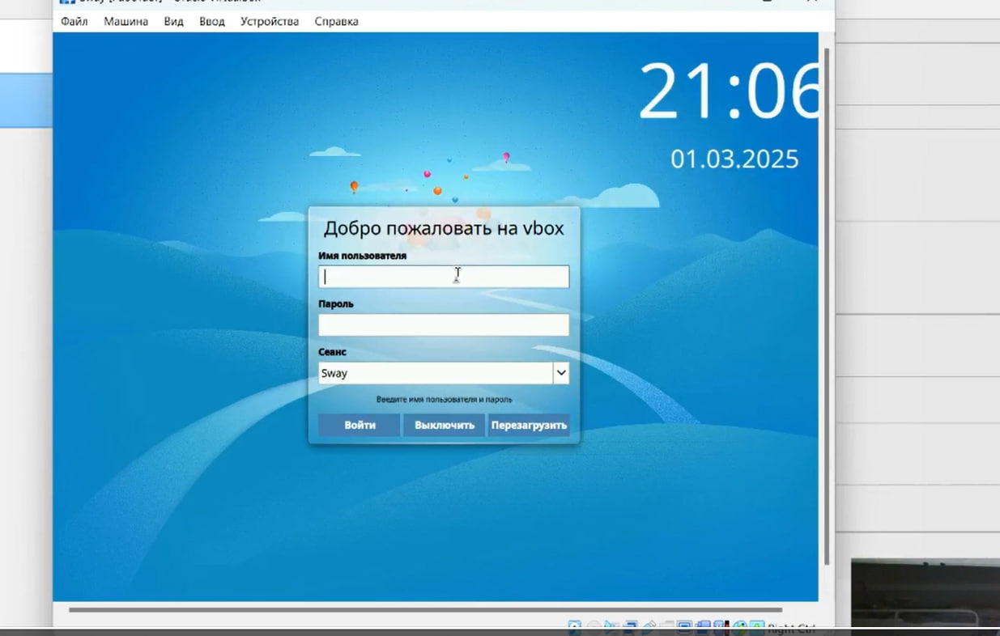 Файл Машина Вид Ввод Устройства Справка
21:06
01.03.2025
Добро пожаловать на vbox
Имя пользователя
Пароль
Сеанс
Sway
Введите имя пользователя и пароль
Войти Выключить Перезагрузить
Right Ctrl